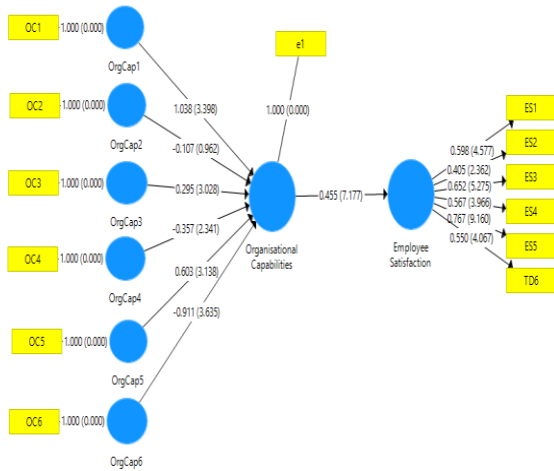 OC1
1.000 (0.000)
OrgCap1
OC2
1.000 (0.000)
OrgCap2
OC3
1.000 (0.000)
OrgCap3
OC4
1.000 (0.000)
OrgCap4
OC5
1.000 (0.000)
OrgCap5
OC6
1.000 (0.000)
OrgCap6
1.038 (3.398)
-0.107 (0.962)
0.295 (3.028)
-0.357 (2.341)
0.603 (3.138)
-0.911 (3.635)
e1
1.000 (0.000)
Organisational
Capabilities
0.455 (7.177)
Employee
Satisfaction
0.598 (4.577)
0.405 (2.362)
0.652 (5.275)
0.567 (3.966)
0.767 (9.160)
0.550 (4.067)
ES1
ES2
ES3
ES4
ES5
TD6